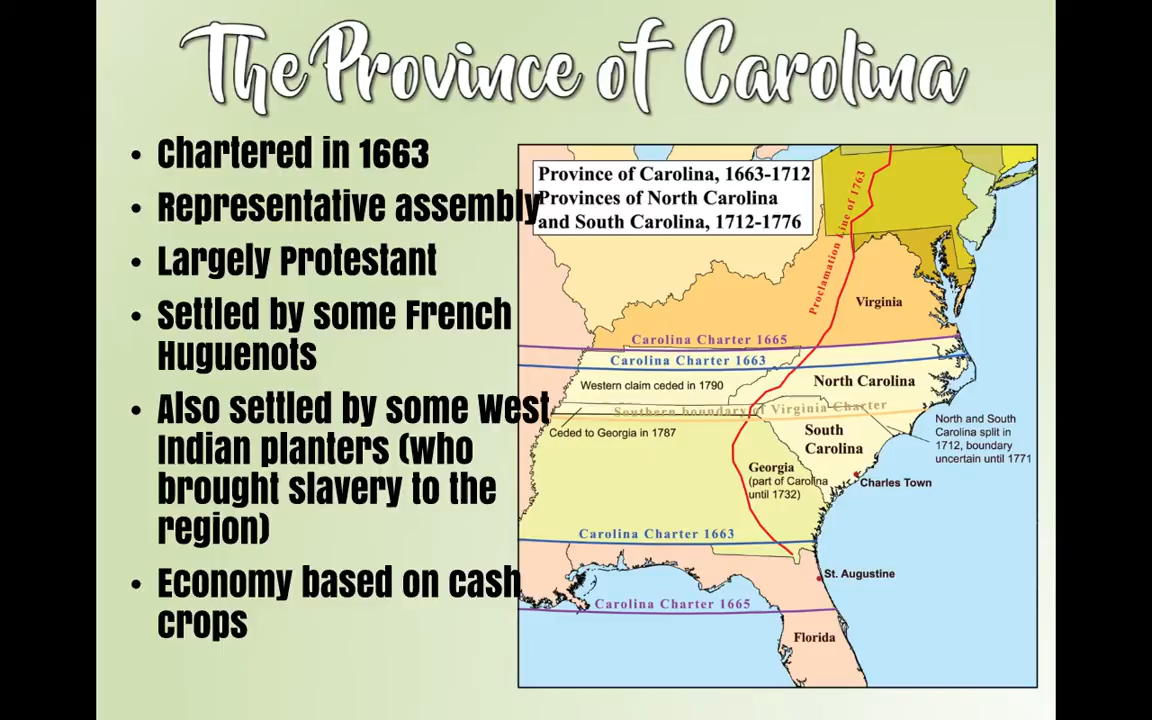 The Province of Carolina
• Chartered in 1663
• Representative assembly
• Largely Protestant
• Settled by some French
Huguenots
• Also settled by some West
Indian planters (who
brought slavery to the
region)
• Economy based on cash
crops
Province of Carolina, 1663-1712
Provinces of North Carolina
and South Carolina, 1712-1776
Proclamation Line of 1763
Virginia
Carolina Charter 1665
Carolina Charter 1663
Western claim ceded in 1790
North Carolina
Southern boundary of Virginia Charter
Ceded to Georgia in 1787
South
Carolina
North and South
Carolina split in
1712, boundary
uncertain until 1771
Georgia
(part of Carolina
until 1732)
Charles Town
Carolina Charter 1663
St. Augustine
Carolina Charter 1665
Florida